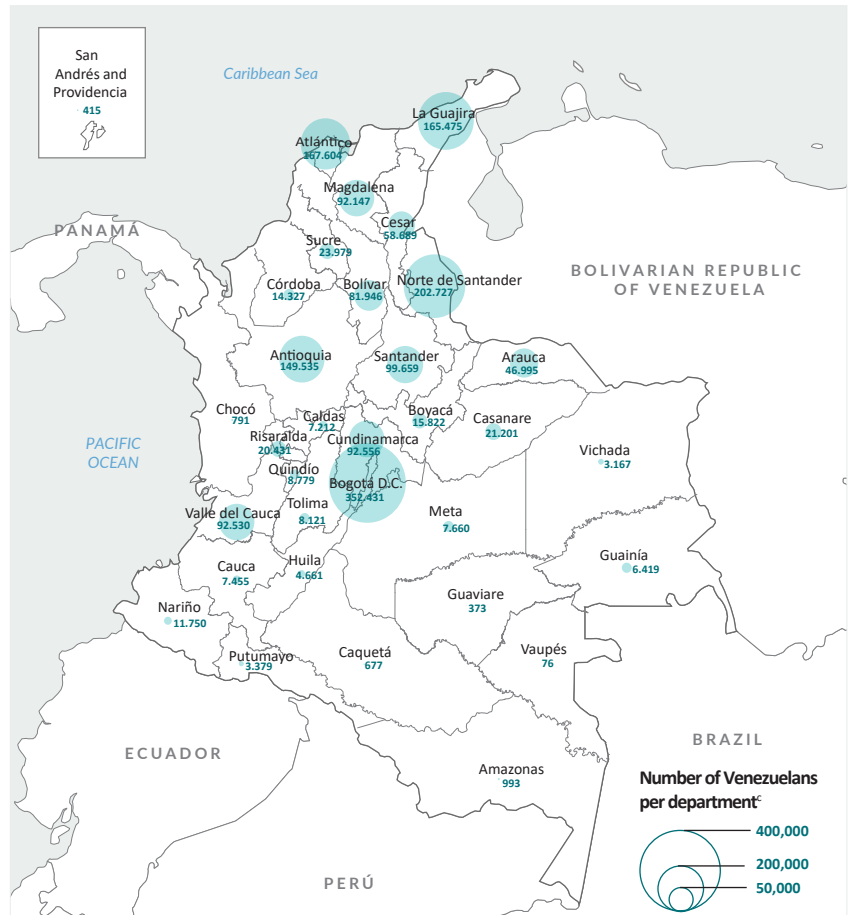 San
Andrés and
Providencia
415
Caribbean Sea
La Guajira
165.475
Atlántico
167.604
Magdalena
92.147
Cesar
58.689
PANAMÁ
Sucre
23.979
BOLIVARIAN REPUBLIC
OF VENEZUELA
Córdoba
14.327
Bolívar
81.946
Norte de Santander
202.727
Antioquia
149.535
Santander
99.659
Arauca
46.995
Chocó
791
Caldas
7.212
Boyacá
15.822
Casanare
21.201
PACIFIC
OCEAN
Risaralda
20.431
Cundinamarca
92.556
Vichada
3.167
Quindío
8.779
Bogotá D.C.
352.431
Valle del Cauca
92.530
Tolima
8.121
Meta
7.660
Cauca
7.455
Huila
4.661
Guainía
6.419
Nariño
11.750
Guaviare
373
Putumayo
3.379
Caquetá
677
Vaupés
76
ECUADOR
BRAZIL
Amazonas
993
Number of Venezuelans
per departmentᶜ
400,000
200,000
50,000
PERÚ